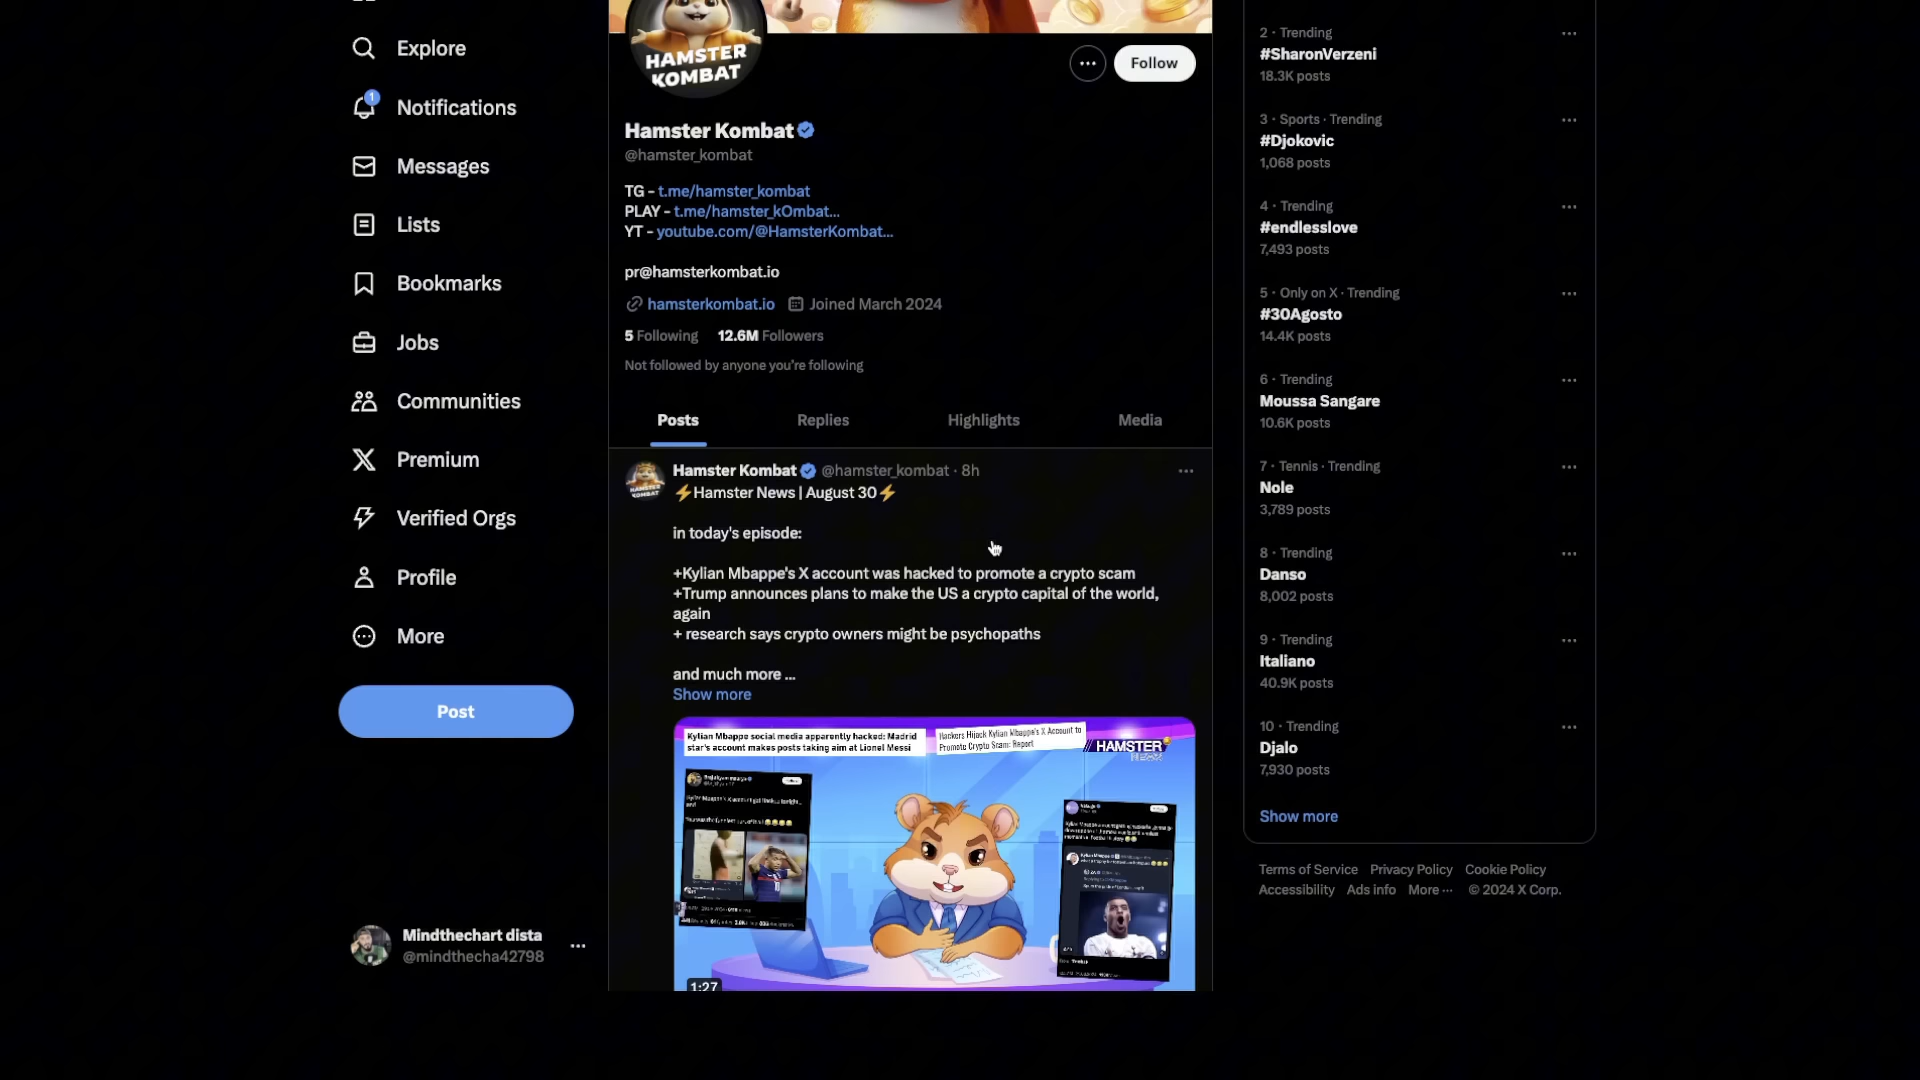 Explore
1
Notifications
Messages
Lists
Bookmarks
Jobs
Communities
Premium
Verified Orgs
Profile
More
Post
Mindthechart dista
@mindthecha42798
HAMSTER
KOMBAT
Follow
Hamster Kombat
@hamster_kombat
TG - t.me/hamster_kombat
PLAY - t.me/hamster_kOmbat...
YT - youtube.com/@HamsterKombat...
pr@hamsterkombat.io
hamsterkombat.io Joined March 2024
5 Following 12.6M Followers
Not followed by anyone you're following
Posts Replies Highlights Media
Hamster Kombat @hamster_kombat · 8h
⚡Hamster News | August 30⚡
in today's episode:
+Kylian Mbappe's X account was hacked to promote a crypto scam
+Trump announces plans to make the US a crypto capital of the world,
again
+ research says crypto owners might be psychopaths
and much more ...
Show more
Kylian Mbappe social media apparently hacked: Madrid
star's account makes posts taking aim at Lionel Messi
Hackers Hijack Kylian Mbappe's X Account to
Promote Crypto Scam: Report
HAMSTER
NEWS
1:27
2 · Trending
#SharonVerzeni
18.3K posts
3 · Sports · Trending
#Djokovic
1,068 posts
4 · Trending
#endlesslove
7,493 posts
5 · Only on X · Trending
#30Agosto
14.4K posts
6 · Trending
Moussa Sangare
10.6K posts
7 · Tennis · Trending
Nole
3,789 posts
8 · Trending
Danso
8,002 posts
9 · Trending
Italiano
40.9K posts
10 · Trending
Djalo
7,930 posts
Show more
Terms of Service Privacy Policy Cookie Policy
Accessibility Ads info More ··· © 2024 X Corp.